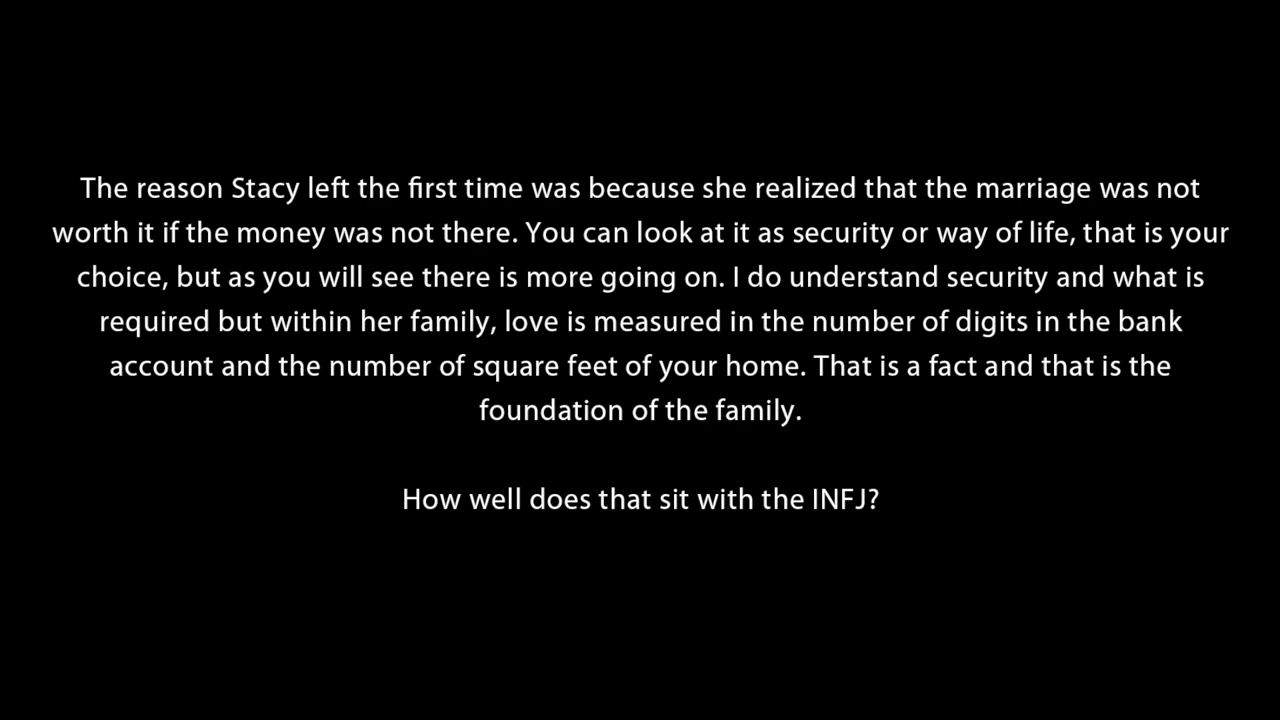 The reason Stacy left the first time was because she realized that the marriage was not
worth it if the money was not there. You can look at it as security or way of life, that is your
choice, but as you will see there is more going on. I do understand security and what is
required but within her family, love is measured in the number of digits in the bank
account and the number of square feet of your home. That is a fact and that is the
foundation of the family.
How well does that sit with the INFJ?